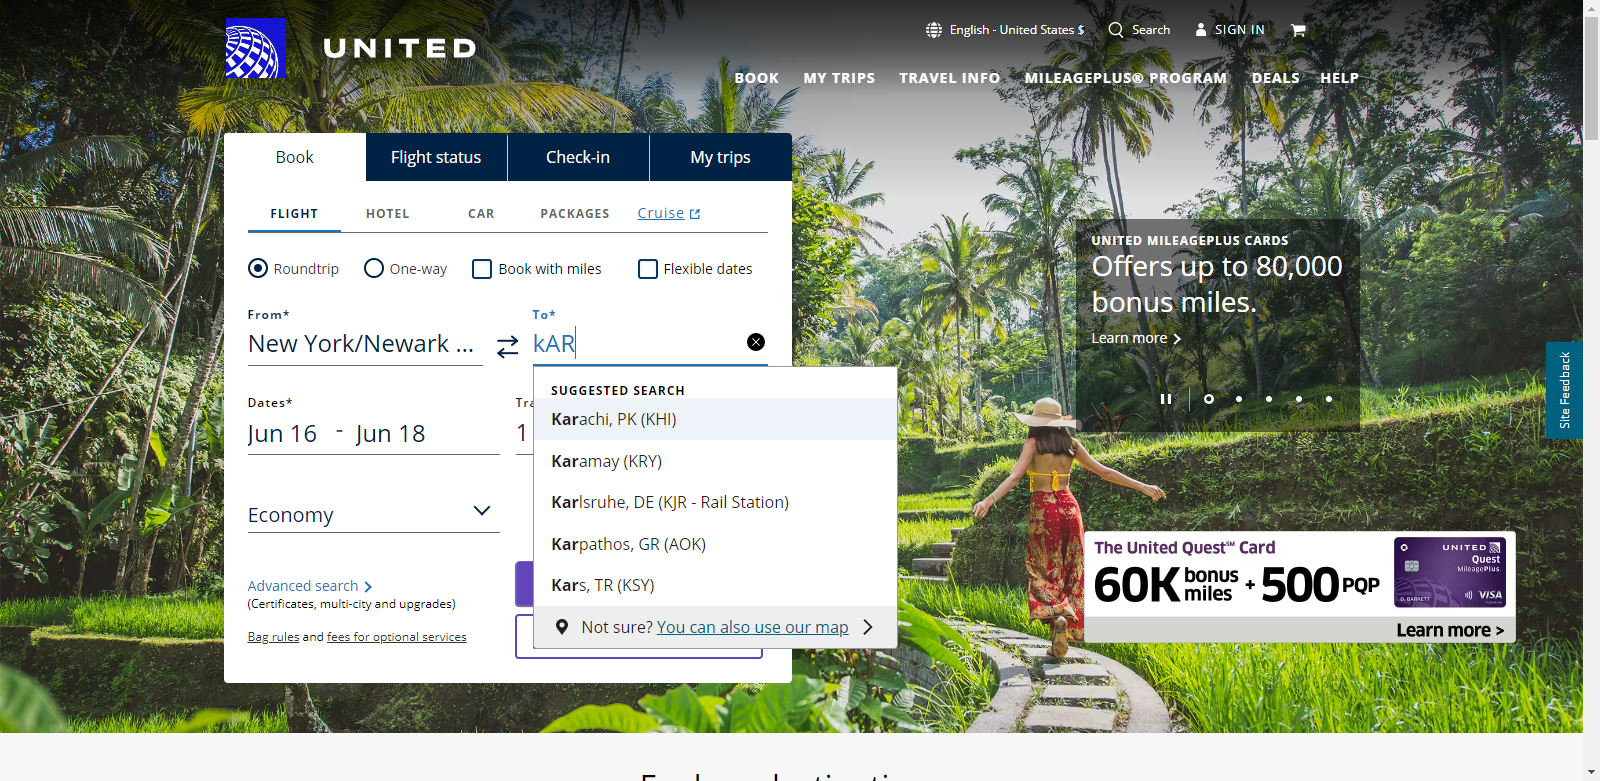 UNITED
English - United States $
Search
SIGN IN
BOOK
MY TRIPS
TRAVEL INFO
MILEAGEPLUS® PROGRAM
DEALS
HELP
Book
Flight status
Check-in
My trips
FLIGHT
HOTEL
CAR
PACKAGES
Cruise
Roundtrip
One-way
Book with miles
Flexible dates
From*
New York/Newark ...
To*
kAR
SUGGESTED SEARCH
Karachi, PK (KHI)
Karamay (KRY)
Karlsruhe, DE (KJR - Rail Station)
Karpathos, GR (AOK)
Kars, TR (KSY)
Not sure? You can also use our map
Dates*
Jun 16 - Jun 18
1
Economy
Advanced search
(Certificates, multi-city and upgrades)
Bag rules and fees for optional services
UNITED MILEAGEPLUS CARDS
Offers up to 80,000
bonus miles.
Learn more
Site Feedback
The United Quest℠ Card
60K bonus miles + 500 PQP
UNITED
Quest
MileagePlus
D. BARRETT
VISA
Learn more >